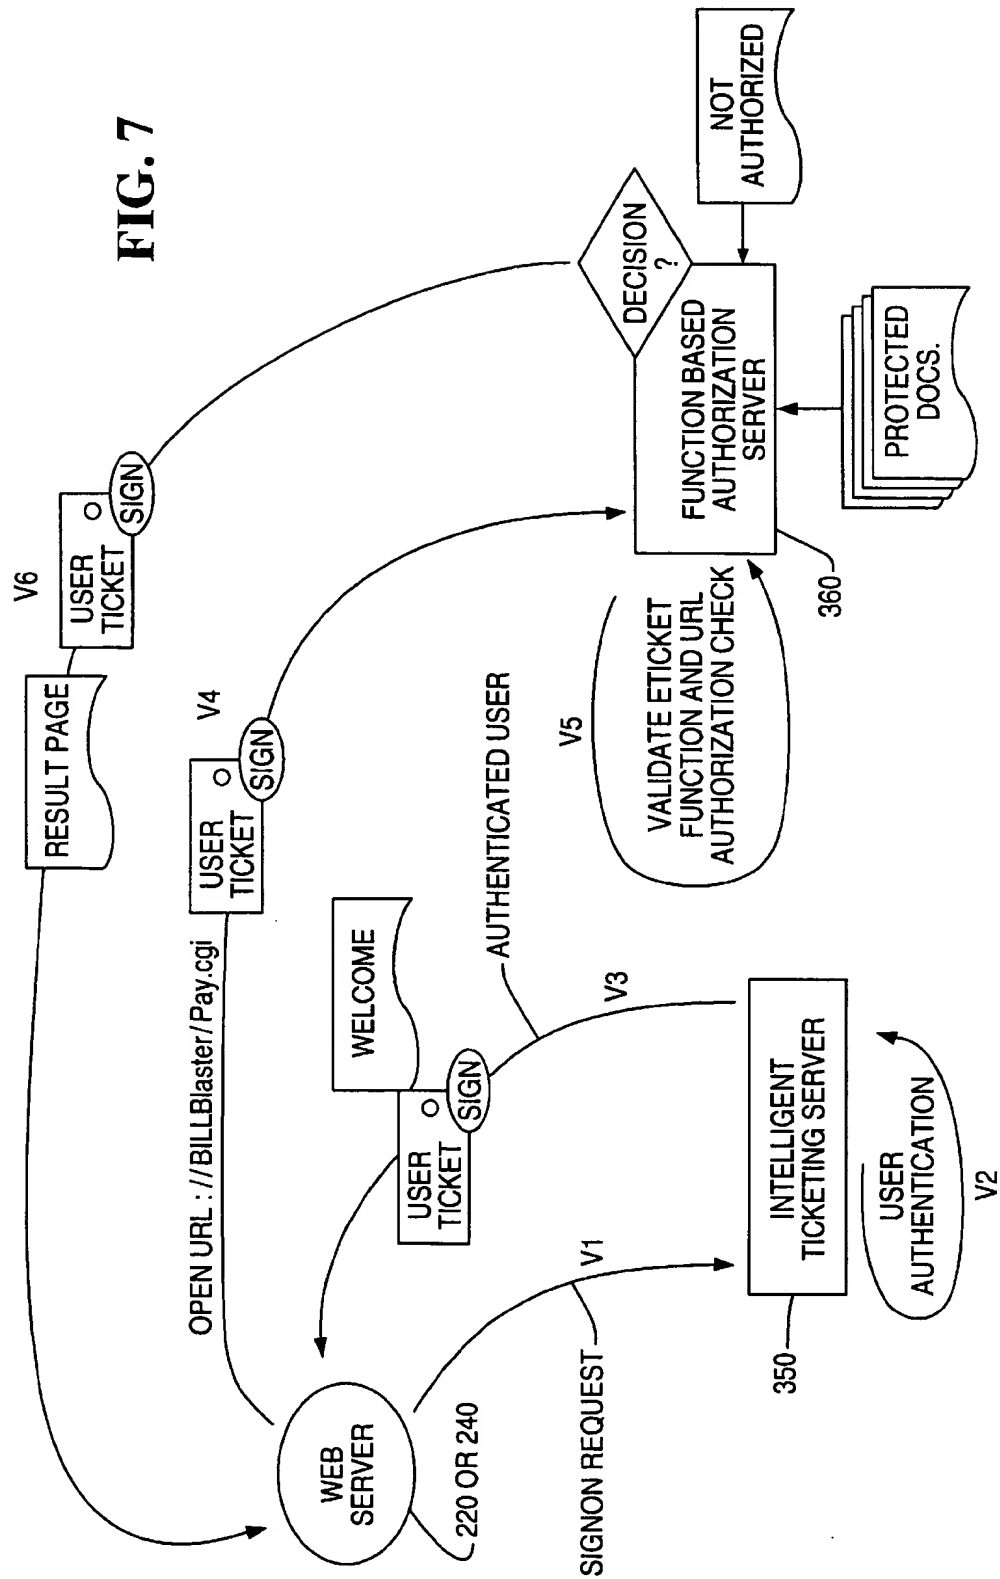 FIG. 7
V6
RESULT PAGE
USER
TICKET
SIGN
OPEN URL : //BILLBlaster/Pay.cgi
V4
USER
TICKET
SIGN
WELCOME
USER
TICKET
SIGN
AUTHENTICATED USER
V3
WEB
SERVER
220 OR 240
SIGNON REQUEST
V1
INTELLIGENT
TICKETING SERVER
350
USER
AUTHENTICATION
V2
V5
VALIDATE ETICKET
FUNCTION AND URL
AUTHORIZATION CHECK
DECISION
?
FUNCTION BASED
AUTHORIZATION
SERVER
360
NOT
AUTHORIZED
PROTECTED
DOCS.